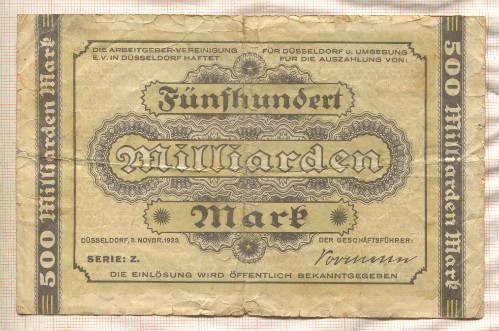 500 Milliarden Mark
DIE ARBEITGEBER-VEREINIGUNG FÜR DÜSSELDORF U. UMGEBUNG
E.V. IN DÜSSELDORF HAFTET FÜR DIE AUSZAHLUNG VON:
Fünfhundert
Milliarden
Mark
DÜSSELDORF, NOVBR. 1923. DER GESCHÄFTSFÜHRER:
SERIE: Z.
DIE EINLÖSUNG WIRD ÖFFENTLICH BEKANNTGEGEBEN
500 Milliarden Mark